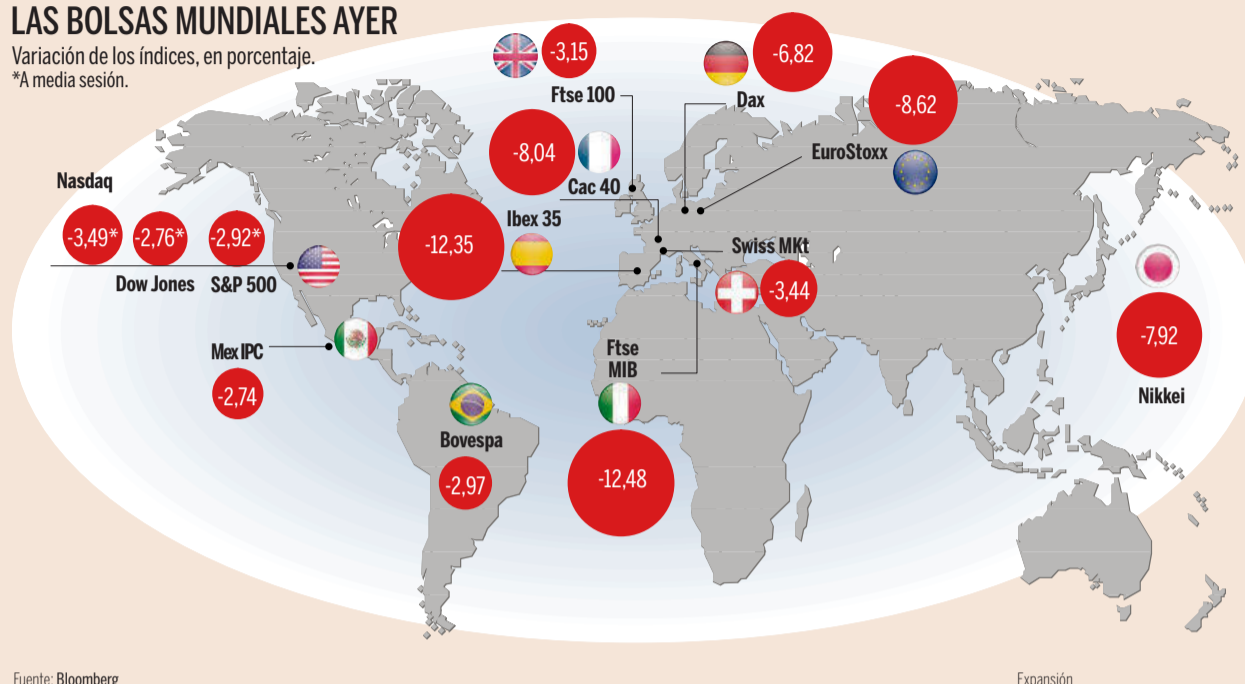 LAS BOLSAS MUNDIALES AYER
Variación de los índices, en porcentaje.
*A media sesión.
-3,15
Ftse 100
-6,82
Dax
-8,62
EuroStoxx
-8,04
Cac 40
Nasdaq
-3,49*
-2,76*
-2,92*
Dow Jones
S&P 500
-12,35
Ibex 35
Swiss MKt
-3,44
-7,92
Nikkei
Mex IPC
-2,74
Ftse
MIB
-12,48
Bovespa
-2,97
Fuente: Bloomberg
Expansión